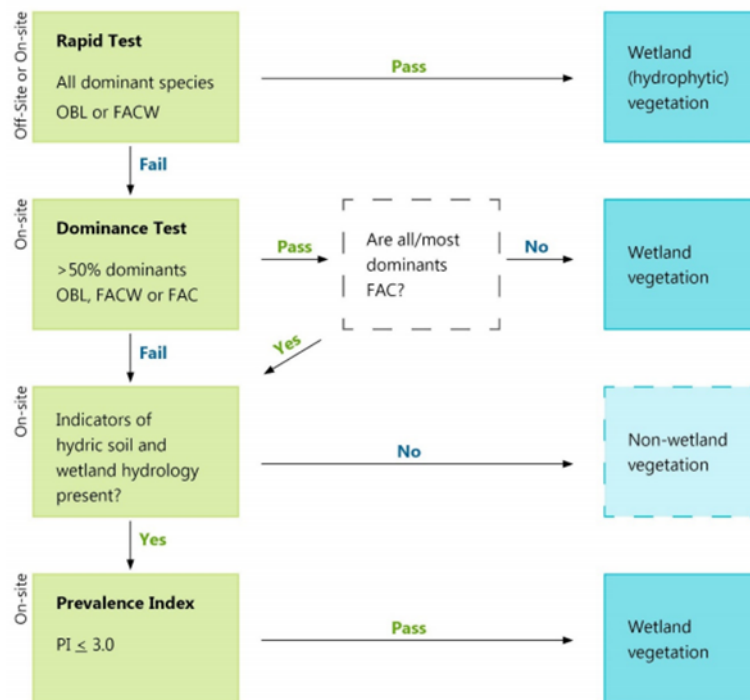 Off-Site or On-site
Rapid Test
All dominant species
OBL or FACW
Pass
Wetland
(hydrophytic)
vegetation
Fail
On-site
Dominance Test
>50% dominants
OBL, FACW or FAC
Pass
Are all/most
dominants
FAC?
No
Wetland
vegetation
Fail
Yes
On-site
Indicators of
hydric soil and
wetland hydrology
present?
No
Non-wetland
vegetation
Yes
On-site
Prevalence Index
PI ≤ 3.0
Pass
Wetland
vegetation